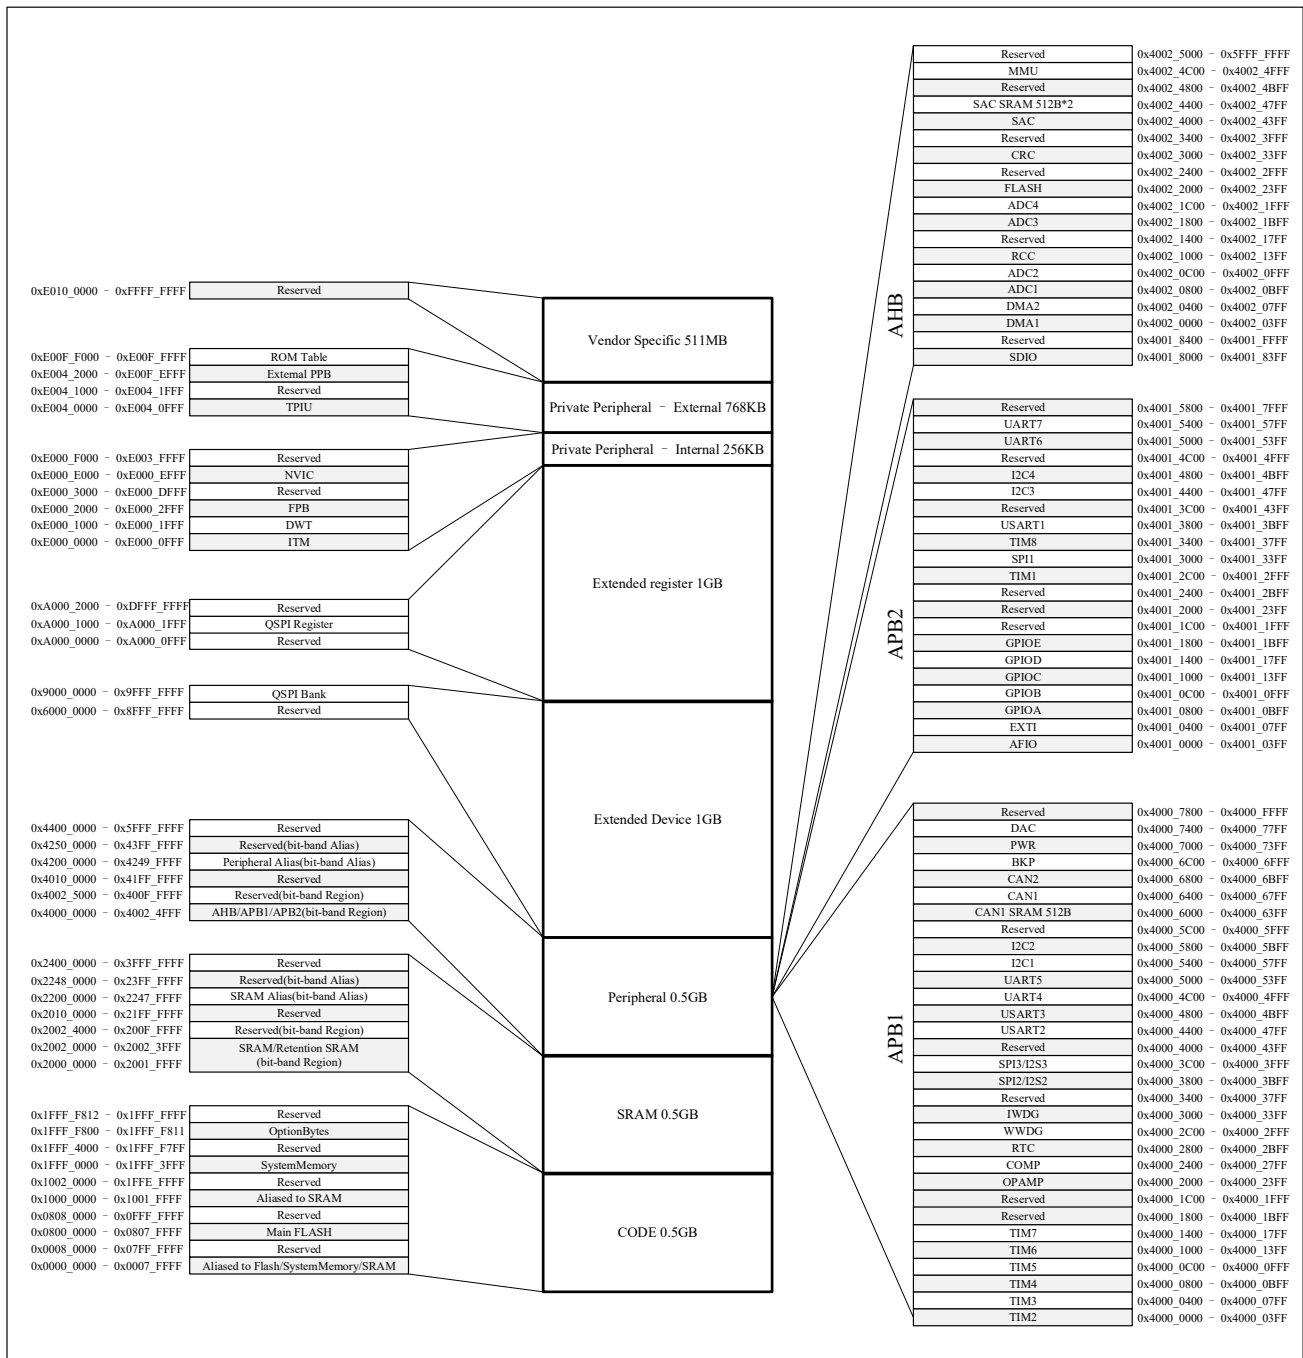 0xE010_0000 - 0xFFFF_FFFF Reserved
0xE00F_F000 - 0xE00F_FFFF ROM Table
0xE004_2000 - 0xE00F_EFFF External PPB
0xE004_1000 - 0xE004_1FFF Reserved
0xE004_0000 - 0xE004_0FFF TPIU
0xE000_F000 - 0xE003_FFFF Reserved
0xE000_E000 - 0xE000_EFFF NVIC
0xE000_3000 - 0xE000_DFFF Reserved
0xE000_2000 - 0xE000_2FFF FPB
0xE000_1000 - 0xE000_1FFF DWT
0xE000_0000 - 0xE000_0FFF ITM
0xA000_2000 - 0xDFFF_FFFF Reserved
0xA000_1000 - 0xA000_1FFF QSPI Register
0xA000_0000 - 0xA000_0FFF Reserved
0x9000_0000 - 0x9FFF_FFFF QSPI Bank
0x6000_0000 - 0x8FFF_FFFF Reserved
0x4400_0000 - 0x5FFF_FFFF Reserved
0x4250_0000 - 0x43FF_FFFF Reserved(bit-band Alias)
0x4200_0000 - 0x4249_FFFF Peripheral Alias(bit-band Alias)
0x4010_0000 - 0x41FF_FFFF Reserved
0x4002_5000 - 0x400F_FFFF Reserved(bit-band Region)
0x4000_0000 - 0x4002_4FFF AHB/APB1/APB2(bit-band Region)
0x2400_0000 - 0x3FFF_FFFF Reserved
0x2248_0000 - 0x23FF_FFFF Reserved(bit-band Alias)
0x2200_0000 - 0x2247_FFFF SRAM Alias(bit-band Alias)
0x2010_0000 - 0x21FF_FFFF Reserved
0x2002_4000 - 0x200F_FFFF Reserved(bit-band Region)
0x2002_0000 - 0x2002_3FFF SRAM/Retention SRAM
0x2000_0000 - 0x2001_FFFF (bit-band Region)
0x1FFF_F812 - 0x1FFF_FFFF Reserved
0x1FFF_F800 - 0x1FFF_F811 OptionBytes
0x1FFF_4000 - 0x1FFF_F7FF Reserved
0x1FFF_0000 - 0x1FFF_3FFF SystemMemory
0x1002_0000 - 0x1FFE_FFFF Reserved
0x1000_0000 - 0x1001_FFFF Aliased to SRAM
0x0808_0000 - 0x0FFF_FFFF Reserved
0x0800_0000 - 0x0807_FFFF Main FLASH
0x0008_0000 - 0x07FF_FFFF Reserved
0x0000_0000 - 0x0007_FFFF Aliased to Flash/SystemMemory/SRAM
Vendor Specific 511MB
Private Peripheral - External 768KB
Private Peripheral - Internal 256KB
Extended register 1GB
Extended Device 1GB
Peripheral 0.5GB
SRAM 0.5GB
CODE 0.5GB
AHB
Reserved 0x4002_5000 - 0x5FFF_FFFF
MMU 0x4002_4C00 - 0x4002_4FFF
Reserved 0x4002_4800 - 0x4002_4BFF
SAC SRAM 512B*2 0x4002_4400 - 0x4002_47FF
SAC 0x4002_4000 - 0x4002_43FF
Reserved 0x4002_3400 - 0x4002_3FFF
CRC 0x4002_3000 - 0x4002_33FF
Reserved 0x4002_2400 - 0x4002_2FFF
FLASH 0x4002_2000 - 0x4002_23FF
ADC4 0x4002_1C00 - 0x4002_1FFF
ADC3 0x4002_1800 - 0x4002_1BFF
Reserved 0x4002_1400 - 0x4002_17FF
RCC 0x4002_1000 - 0x4002_13FF
ADC2 0x4002_0C00 - 0x4002_0FFF
ADC1 0x4002_0800 - 0x4002_0BFF
DMA2 0x4002_0400 - 0x4002_07FF
DMA1 0x4002_0000 - 0x4002_03FF
Reserved 0x4001_8400 - 0x4001_FFFF
SDIO 0x4001_8000 - 0x4001_83FF
APB2
Reserved 0x4001_5800 - 0x4001_7FFF
UART7 0x4001_5400 - 0x4001_57FF
UART6 0x4001_5000 - 0x4001_53FF
Reserved 0x4001_4C00 - 0x4001_4FFF
I2C4 0x4001_4800 - 0x4001_4BFF
I2C3 0x4001_4400 - 0x4001_47FF
Reserved 0x4001_3C00 - 0x4001_43FF
USART1 0x4001_3800 - 0x4001_3BFF
TIM8 0x4001_3400 - 0x4001_37FF
SPI1 0x4001_3000 - 0x4001_33FF
TIM1 0x4001_2C00 - 0x4001_2FFF
Reserved 0x4001_2400 - 0x4001_2BFF
Reserved 0x4001_2000 - 0x4001_23FF
Reserved 0x4001_1C00 - 0x4001_1FFF
GPIOE 0x4001_1800 - 0x4001_1BFF
GPIOD 0x4001_1400 - 0x4001_17FF
GPIOC 0x4001_1000 - 0x4001_13FF
GPIOB 0x4001_0C00 - 0x4001_0FFF
GPIOA 0x4001_0800 - 0x4001_0BFF
EXTI 0x4001_0400 - 0x4001_07FF
AFIO 0x4001_0000 - 0x4001_03FF
APB1
Reserved 0x4000_7800 - 0x4000_FFFF
DAC 0x4000_7400 - 0x4000_77FF
PWR 0x4000_7000 - 0x4000_73FF
BKP 0x4000_6C00 - 0x4000_6FFF
CAN2 0x4000_6800 - 0x4000_6BFF
CAN1 0x4000_6400 - 0x4000_67FF
CAN1 SRAM 512B 0x4000_6000 - 0x4000_63FF
Reserved 0x4000_5C00 - 0x4000_5FFF
I2C2 0x4000_5800 - 0x4000_5BFF
I2C1 0x4000_5400 - 0x4000_57FF
UART5 0x4000_5000 - 0x4000_53FF
UART4 0x4000_4C00 - 0x4000_4FFF
USART3 0x4000_4800 - 0x4000_4BFF
USART2 0x4000_4400 - 0x4000_47FF
Reserved 0x4000_4000 - 0x4000_43FF
SPI3/I2S3 0x4000_3C00 - 0x4000_3FFF
SPI2/I2S2 0x4000_3800 - 0x4000_3BFF
Reserved 0x4000_3400 - 0x4000_37FF
IWDG 0x4000_3000 - 0x4000_33FF
WWDG 0x4000_2C00 - 0x4000_2FFF
RTC 0x4000_2800 - 0x4000_2BFF
COMP 0x4000_2400 - 0x4000_27FF
OPAMP 0x4000_2000 - 0x4000_23FF
Reserved 0x4000_1C00 - 0x4000_1FFF
Reserved 0x4000_1800 - 0x4000_1BFF
TIM7 0x4000_1400 - 0x4000_17FF
TIM6 0x4000_1000 - 0x4000_13FF
TIM5 0x4000_0C00 - 0x4000_0FFF
TIM4 0x4000_0800 - 0x4000_0BFF
TIM3 0x4000_0400 - 0x4000_07FF
TIM2 0x4000_0000 - 0x4000_03FF